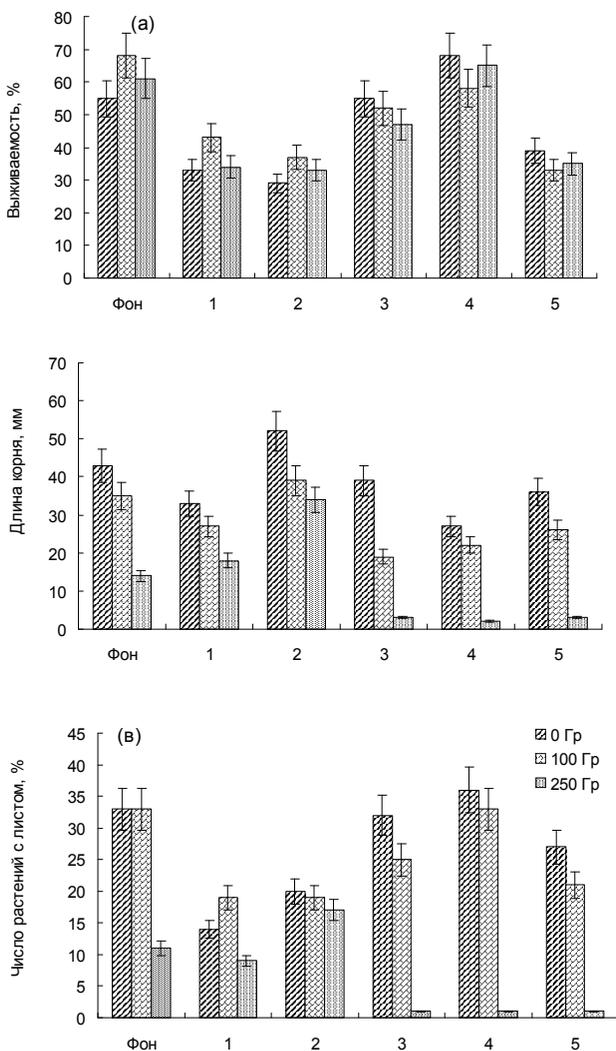 (а)
Выживаемость, %
80
70
60
50
40
30
20
10
0
Фон 1 2 3 4 5
Длина корня, мм
70
60
50
40
30
20
10
0
Фон 1 2 3 4 5
(в)
Число растений с листом, %
45
40
35
30
25
20
15
10
5
0
0 Гр
100 Гр
250 Гр
Фон 1 2 3 4 5